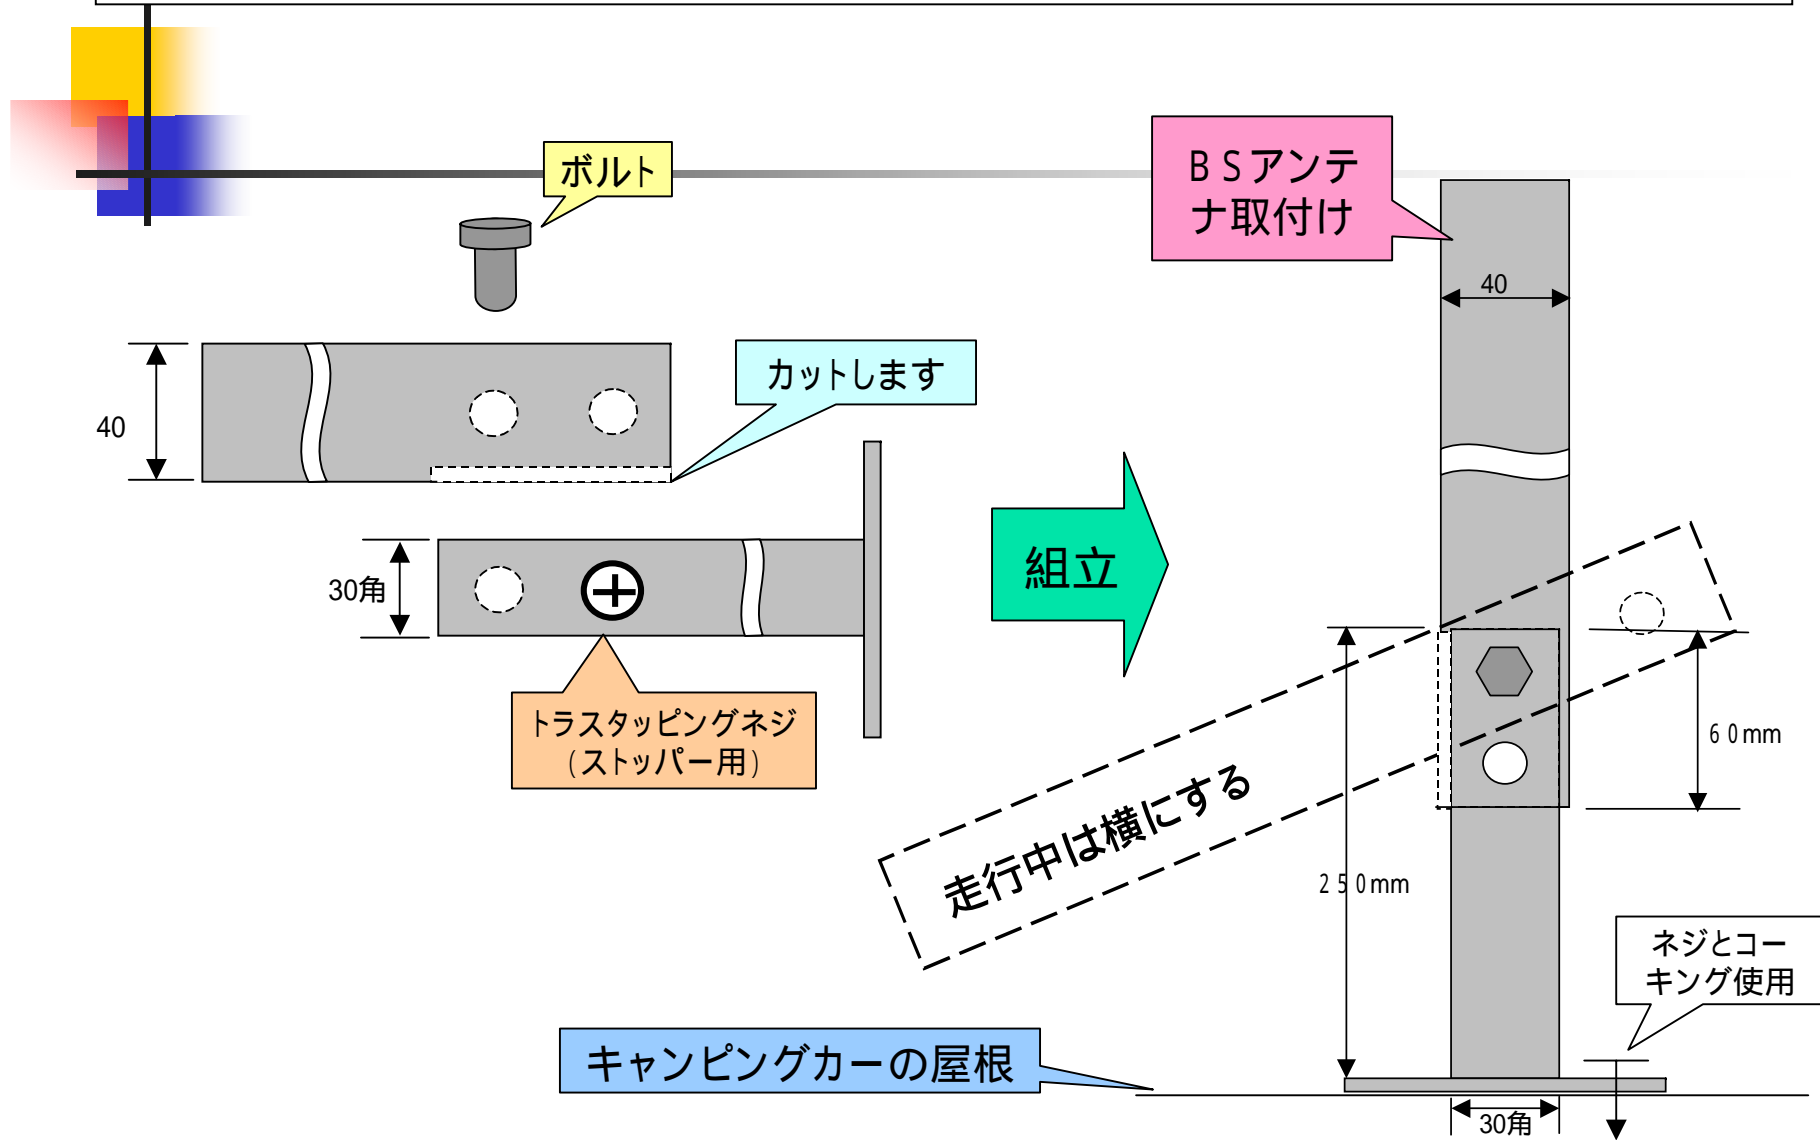 ボルト
BSアンテ
ナ取付け
40
カットします
40
30角
組立
トラスタッピングネジ
(ストッパー用)
60mm
走行中は横にする
250mm
ネジとコー
キング使用
キャンピングカーの屋根
30角